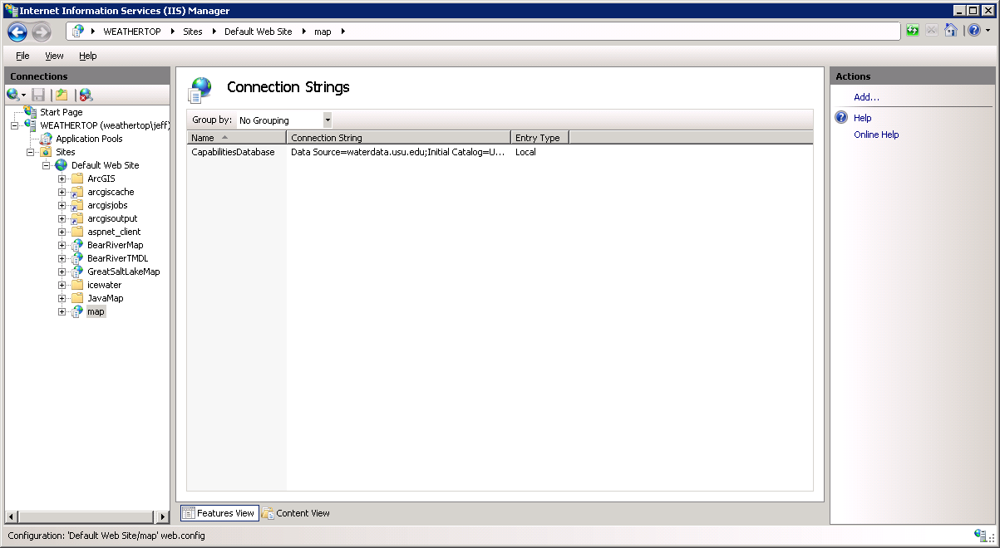 Internet Information Services (IIS) Manager
WEATHERTOP Sites Default Web Site map
File View Help
Connections
Start Page
WEATHERTOP (weathertop\jeff)
Application Pools
Sites
Default Web Site
ArcGIS
arcgiscache
arcgisjobs
arcgisoutput
aspnet_client
BearRiverMap
BearRiverTMDL
GreatSaltLakeMap
icewater
JavaMap
map
Connection Strings
Group by: No Grouping
Name Connection String Entry Type
CapabilitiesDatabase Data Source=waterdata.usu.edu;Initial Catalog=U... Local
Features View Content View
Actions
Add...
Help
Online Help
Configuration: 'Default Web Site/map' web.config